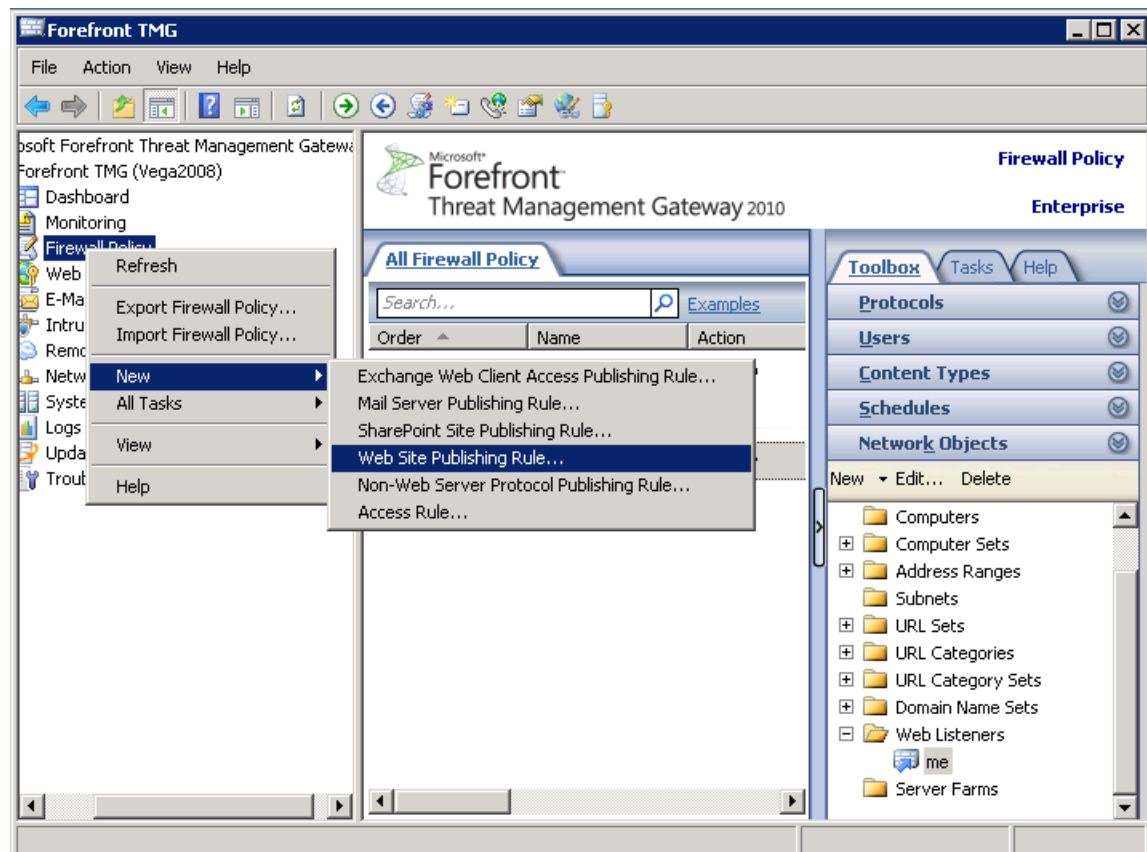 Forefront TMG
File Action View Help
osoft Forefront Threat Management Gatewa
Forefront TMG (Vega2008)
Dashboard
Monitoring
Firewall Policy
Web
E-Ma
Intru
Remo
Netw
Syste
Logs
Upda
Trout
Refresh
Export Firewall Policy...
Import Firewall Policy...
New
All Tasks
View
Help
Exchange Web Client Access Publishing Rule...
Mail Server Publishing Rule...
SharePoint Site Publishing Rule...
Web Site Publishing Rule...
Non-Web Server Protocol Publishing Rule...
Access Rule...
Microsoft
Forefront
Threat Management Gateway 2010
Firewall Policy
Enterprise
All Firewall Policy
Search...
Examples
Order Name Action
Toolbox Tasks Help
Protocols
Users
Content Types
Schedules
Network Objects
New Edit... Delete
Computers
Computer Sets
Address Ranges
Subnets
URL Sets
URL Categories
URL Category Sets
Domain Name Sets
Web Listeners
me
Server Farms